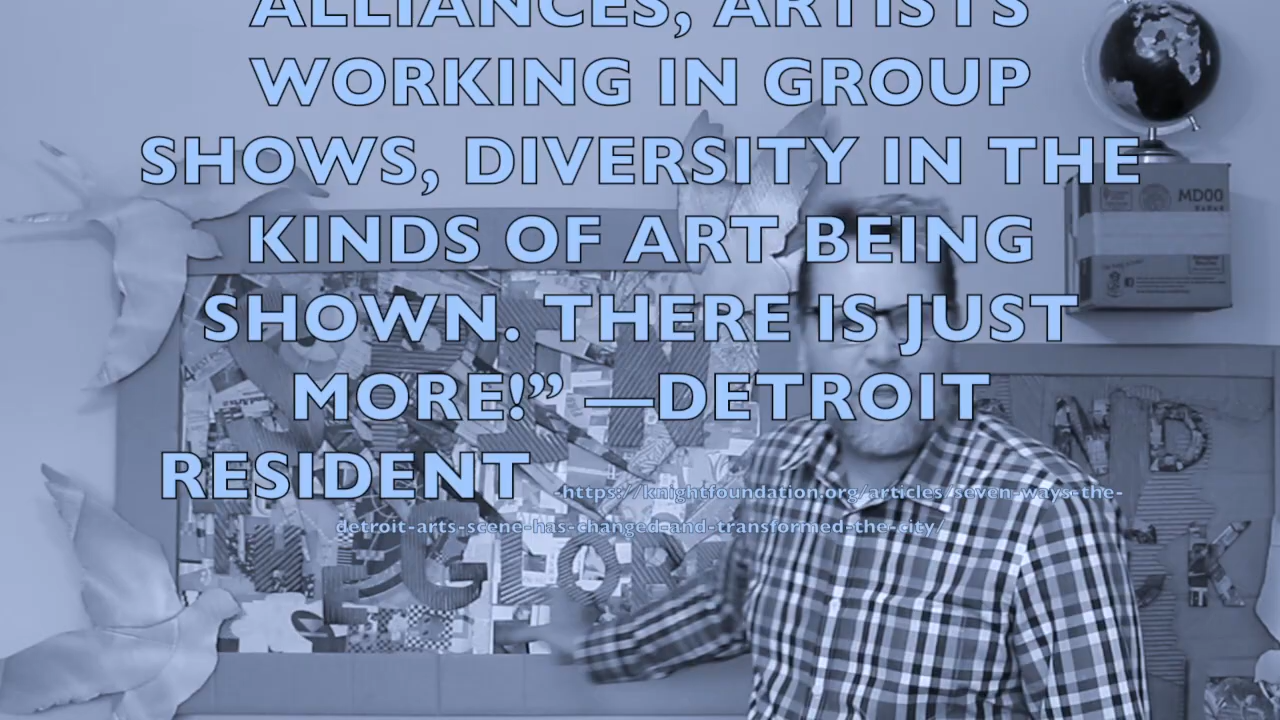 ALLIANCES, ARTISTS
WORKING IN GROUP
SHOWS, DIVERSITY IN THE
KINDS OF ART BEING
SHOWN. THERE IS JUST
MORE!” —DETROIT
RESIDENT -https://knightfoundation.org/articles/seven-ways-the-
detroit-arts-scene-has-changed-and-transformed-the-city/
MD00